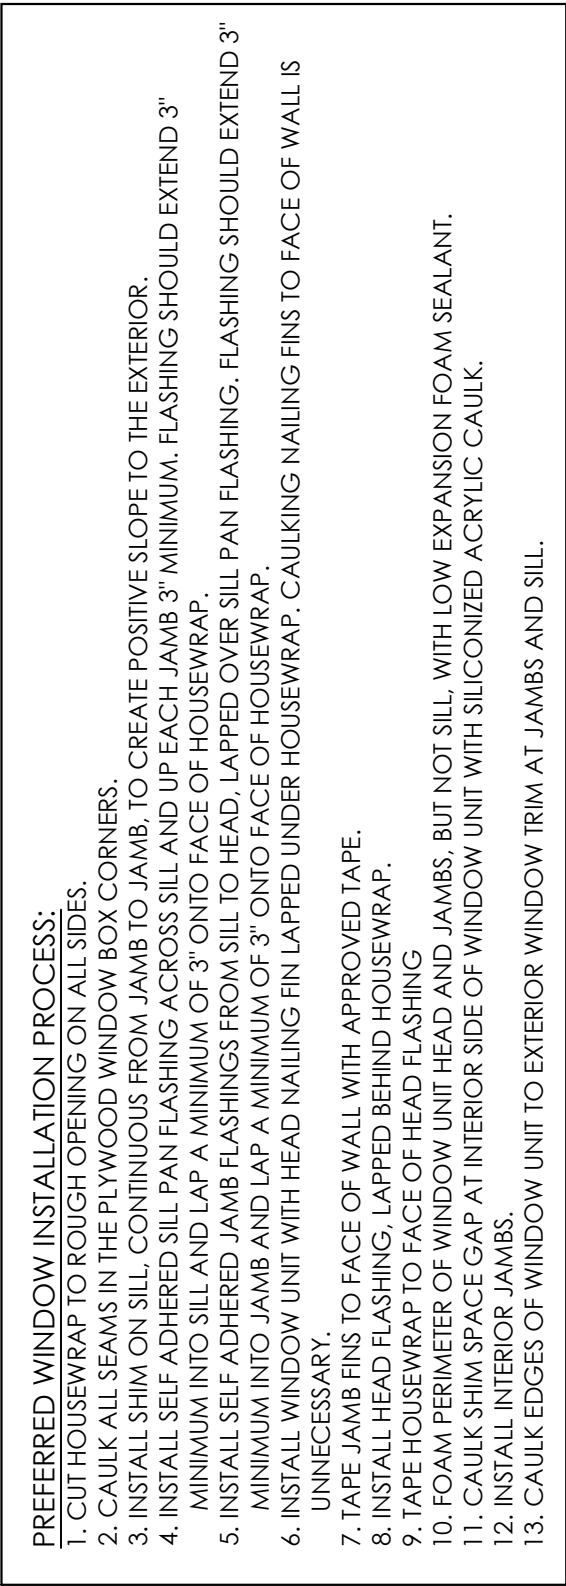 PREFERRED WINDOW INSTALLATION PROCESS:
1. CUT HOUSEWRAP TO ROUGH OPENING ON ALL SIDES.
2. CAULK ALL SEAMS IN THE PLYWOOD WINDOW BOX CORNERS.
3. INSTALL SHIM ON SILL, CONTINUOUS FROM JAMB TO JAMB, TO CREATE POSITIVE SLOPE TO THE EXTERIOR.
4. INSTALL SELF ADHERED SILL PAN FLASHING ACROSS SILL AND UP EACH JAMB 3" MINIMUM. FLASHING SHOULD EXTEND 3"
MINIMUM INTO SILL AND LAP A MINIMUM OF 3" ONTO FACE OF HOUSEWRAP.
5. INSTALL SELF ADHERED JAMB FLASHINGS FROM SILL TO HEAD, LAPPED OVER SILL PAN FLASHING. FLASHING SHOULD EXTEND 3"
MINIMUM INTO JAMB AND LAP A MINIMUM OF 3" ONTO FACE OF HOUSEWRAP.
6. INSTALL WINDOW UNIT WITH HEAD NAILING FIN LAPPED UNDER HOUSEWRAP. CAULKING NAILING FINS TO FACE OF WALL IS
UNNECESSARY.
7. TAPE JAMB FINS TO FACE OF WALL WITH APPROVED TAPE.
8. INSTALL HEAD FLASHING, LAPPED BEHIND HOUSEWRAP.
9. TAPE HOUSEWRAP TO FACE OF HEAD FLASHING
10. FOAM PERIMETER OF WINDOW UNIT HEAD AND JAMBS, BUT NOT SILL, WITH LOW EXPANSION FOAM SEALANT.
11. CAULK SHIM SPACE GAP AT INTERIOR SIDE OF WINDOW UNIT WITH SILICONIZED ACRYLIC CAULK.
12. INSTALL INTERIOR JAMBS.
13. CAULK EDGES OF WINDOW UNIT TO EXTERIOR WINDOW TRIM AT JAMBS AND SILL.